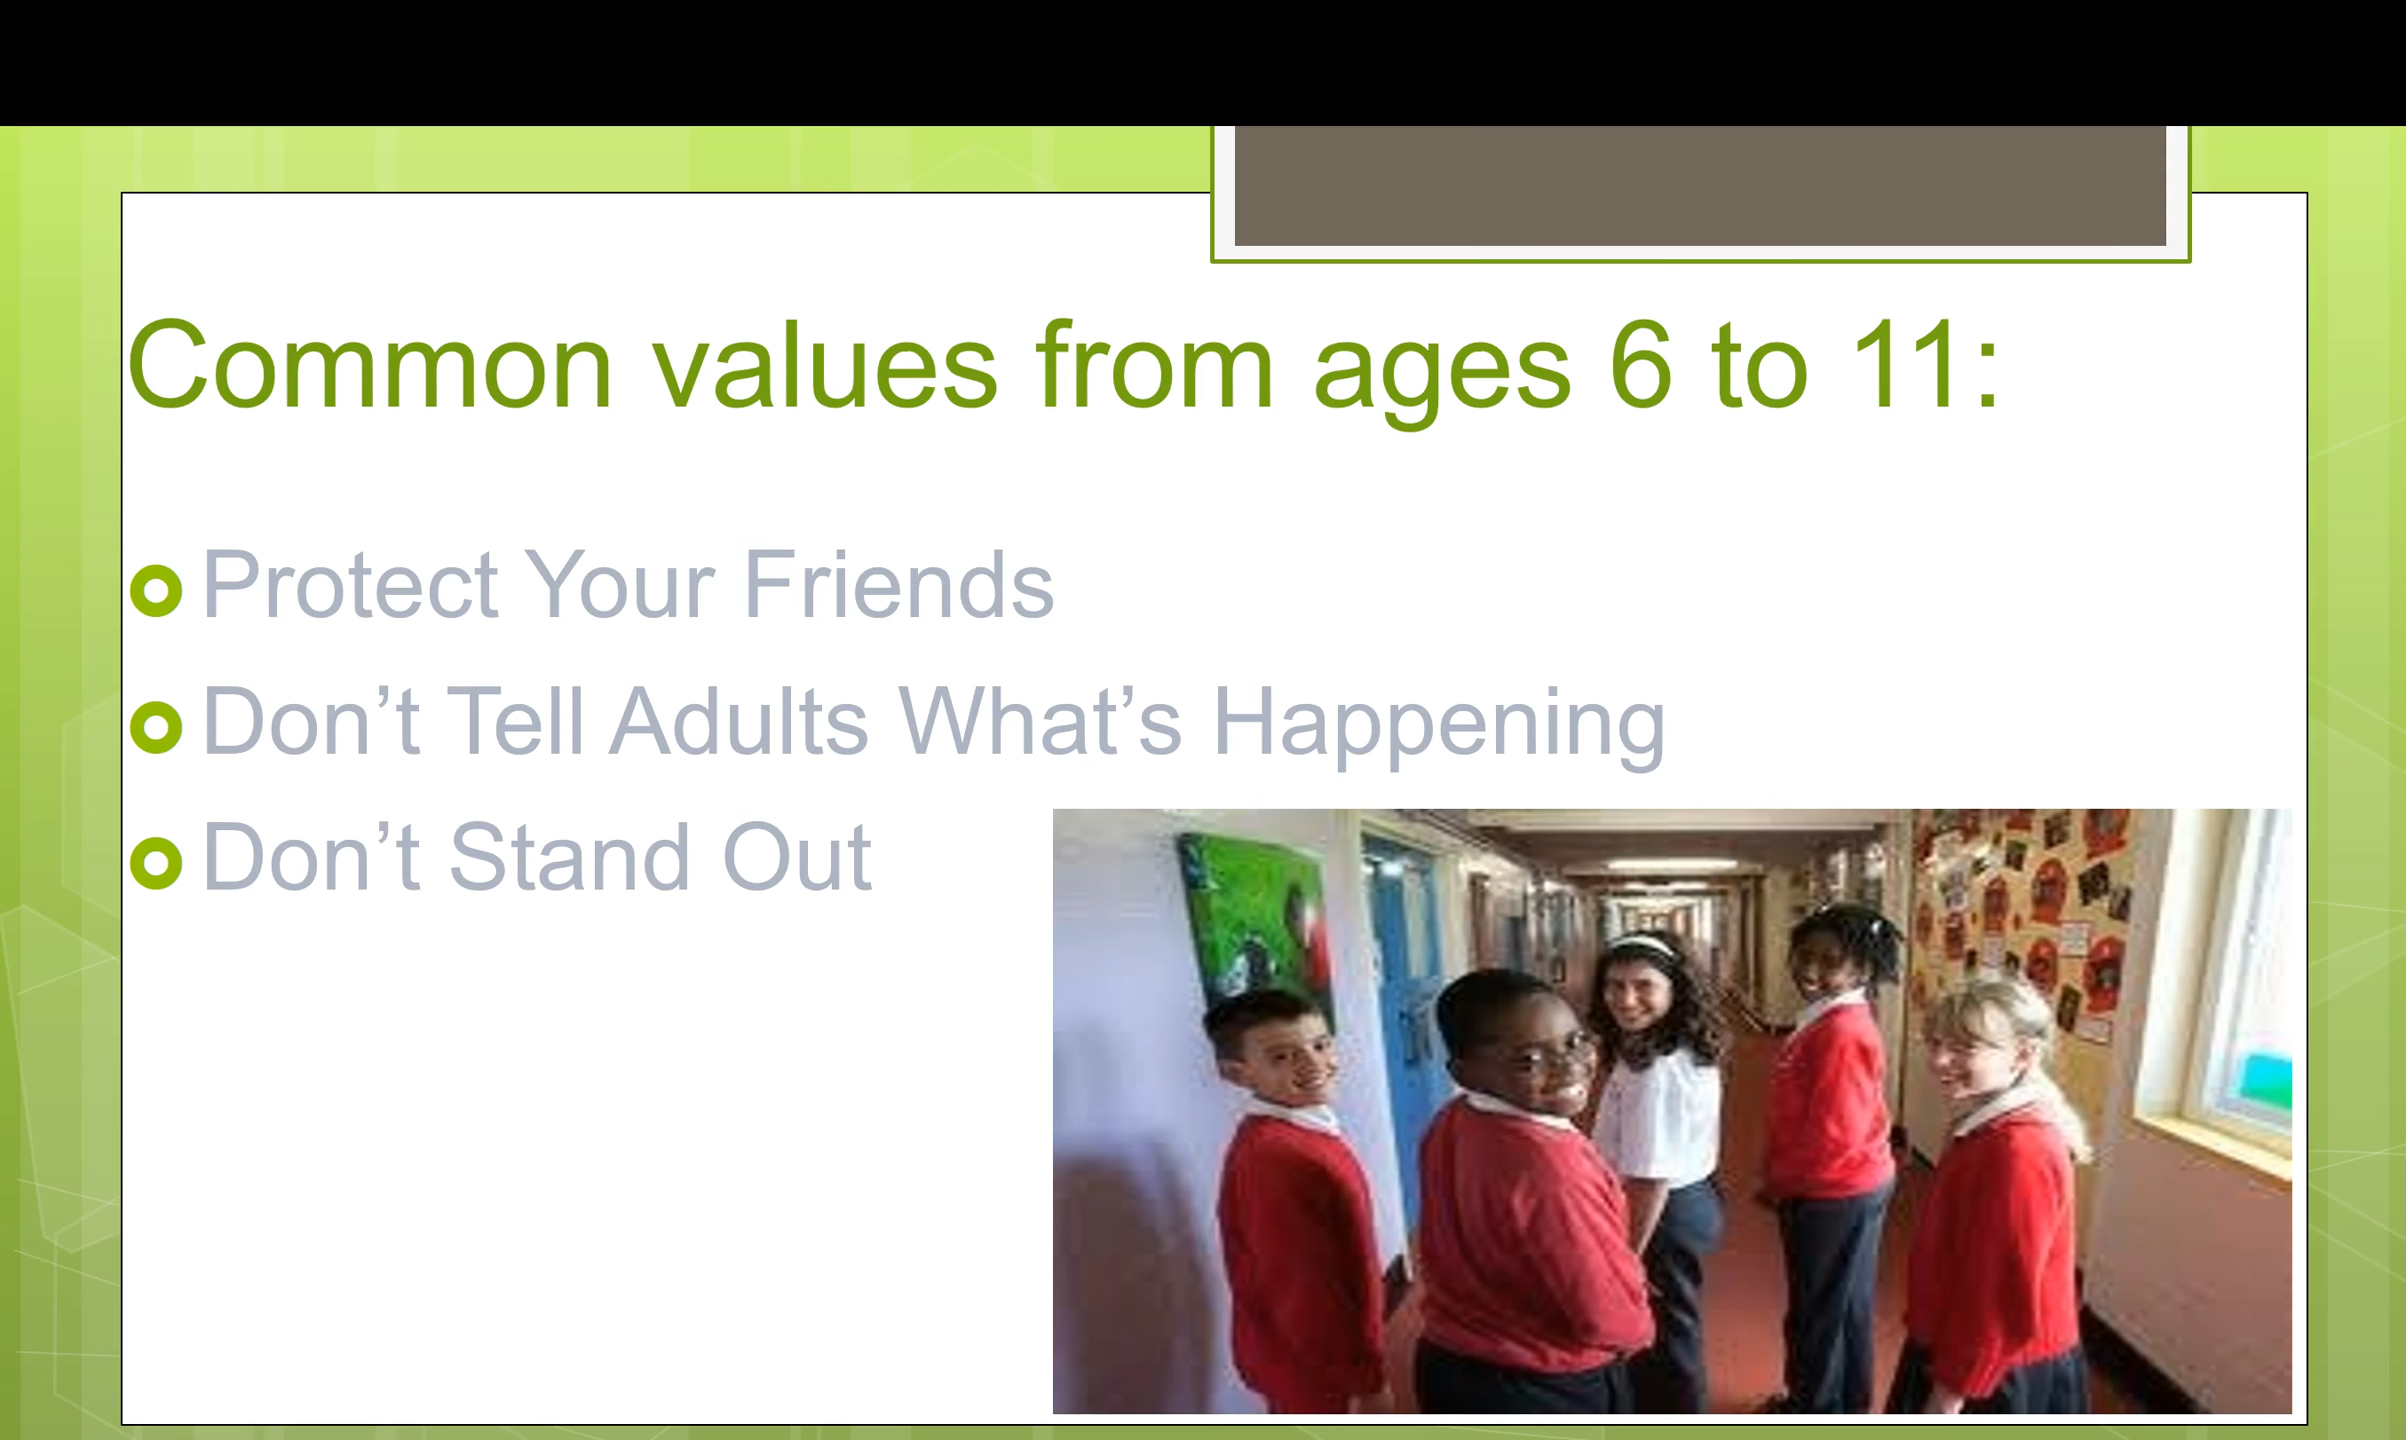 Common values from ages 6 to 11:
Protect Your Friends
Don’t Tell Adults What’s Happening
Don’t Stand Out